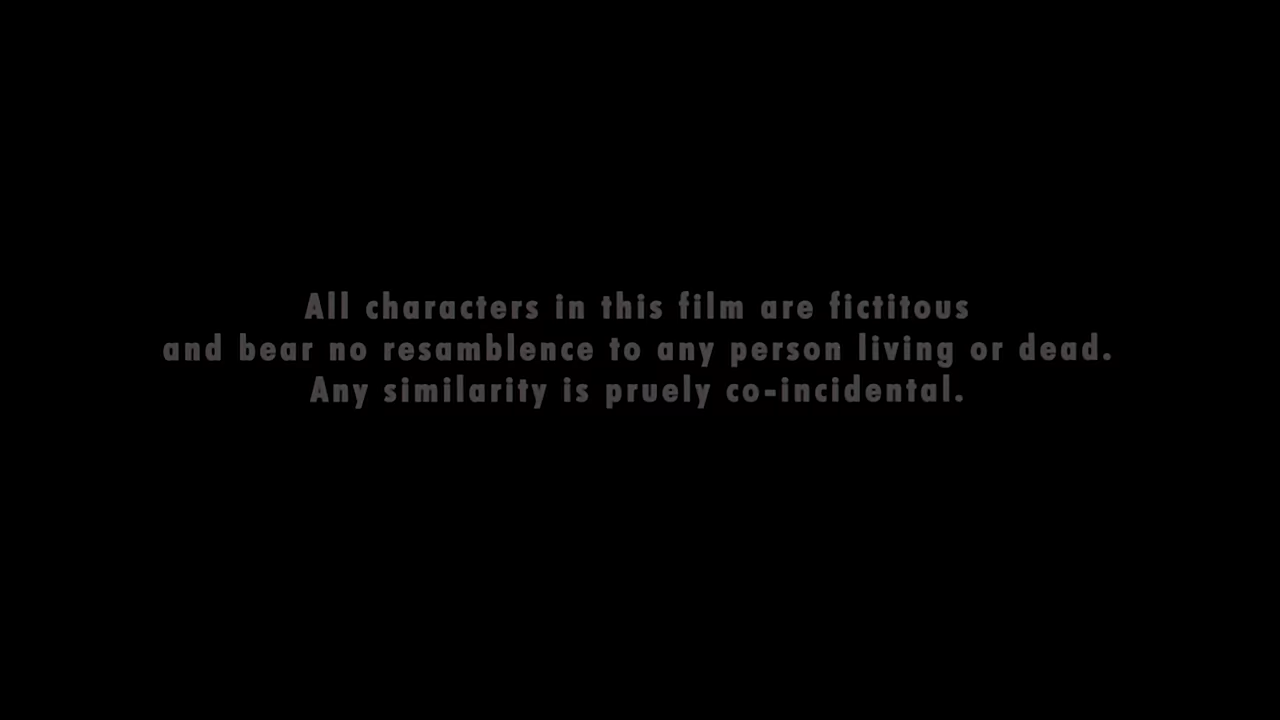 All characters in this film are fictitous
and bear no resamblence to any person living or dead.
Any similarity is pruely co-incidental.